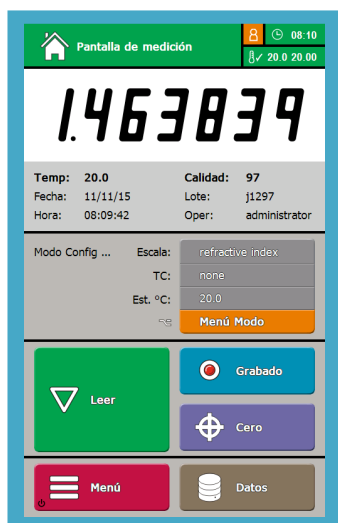 Pantalla de medición
8 08:10
20.0 20.00
1.463839
Temp: 20.0 Calidad: 97
Fecha: 11/11/15 Lote: j1297
Hora: 08:09:42 Oper: administrator
Modo Config ... Escala: refractive index
TC: none
Est. ºC: 20.0
Menú Modo
Leer
Grabado
Cero
Menú
Datos